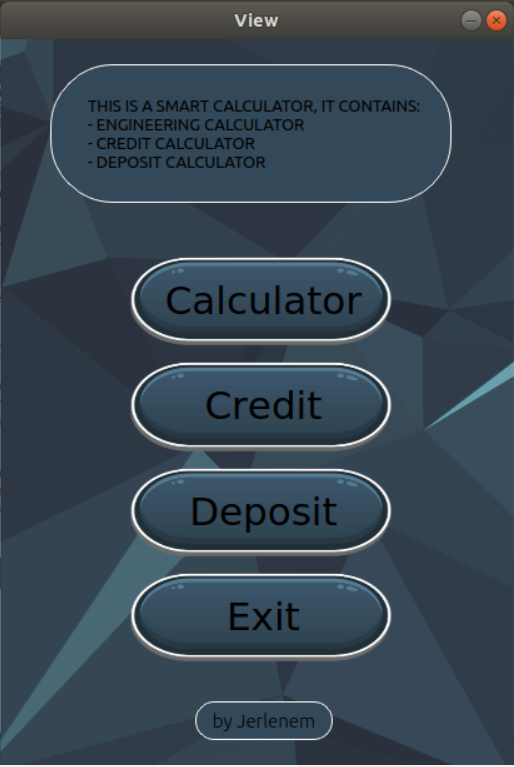 View
THIS IS A SMART CALCULATOR, IT CONTAINS:
- ENGINEERING CALCULATOR
- CREDIT CALCULATOR
- DEPOSIT CALCULATOR
Calculator
Credit
Deposit
Exit
by Jerlenem